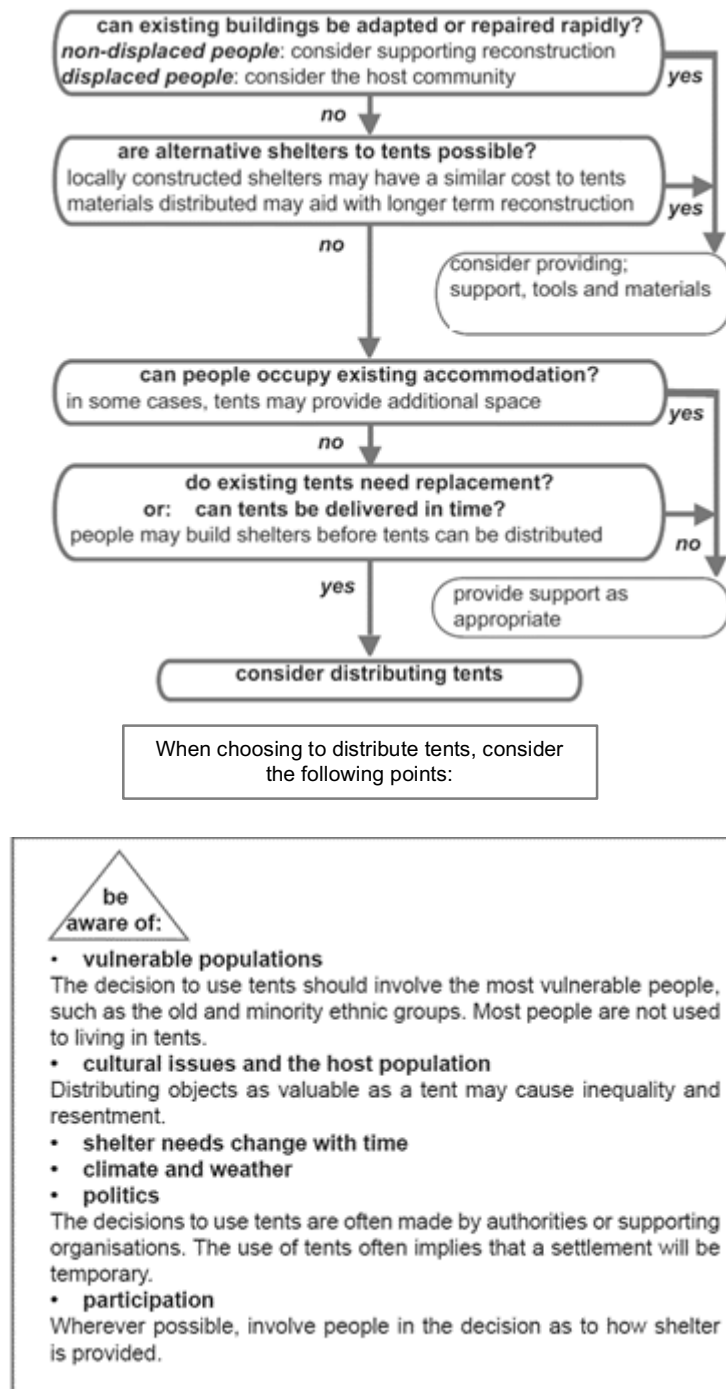 can existing buildings be adapted or repaired rapidly?
non-displaced people: consider supporting reconstruction
displaced people: consider the host community
yes
no
are alternative shelters to tents possible?
locally constructed shelters may have a similar cost to tents
materials distributed may aid with longer term reconstruction
yes
no
consider providing;
support, tools and materials
can people occupy existing accommodation?
in some cases, tents may provide additional space
yes
no
do existing tents need replacement?
or: can tents be delivered in time?
people may build shelters before tents can be distributed
no
yes
provide support as
appropriate
consider distributing tents
When choosing to distribute tents, consider
the following points:
be
aware of:
• vulnerable populations
The decision to use tents should involve the most vulnerable people,
such as the old and minority ethnic groups. Most people are not used
to living in tents.
• cultural issues and the host population
Distributing objects as valuable as a tent may cause inequality and
resentment.
• shelter needs change with time
• climate and weather
• politics
The decisions to use tents are often made by authorities or supporting
organisations. The use of tents often implies that a settlement will be
temporary.
• participation
Wherever possible, involve people in the decision as to how shelter
is provided.